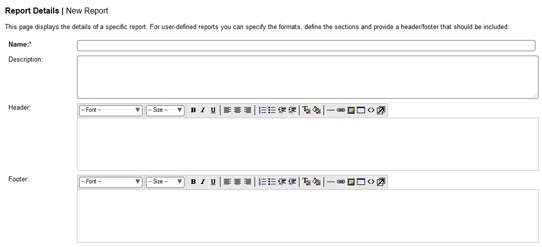 Report Details | New Report
This page displays the details of a specific report. For user-defined reports you can specify the formats, define the sections and provide a header/footer that should be included:
Name:*
Description:
Header:
-- Font -- -- Size -- B I U
Footer:
-- Font -- -- Size -- B I U